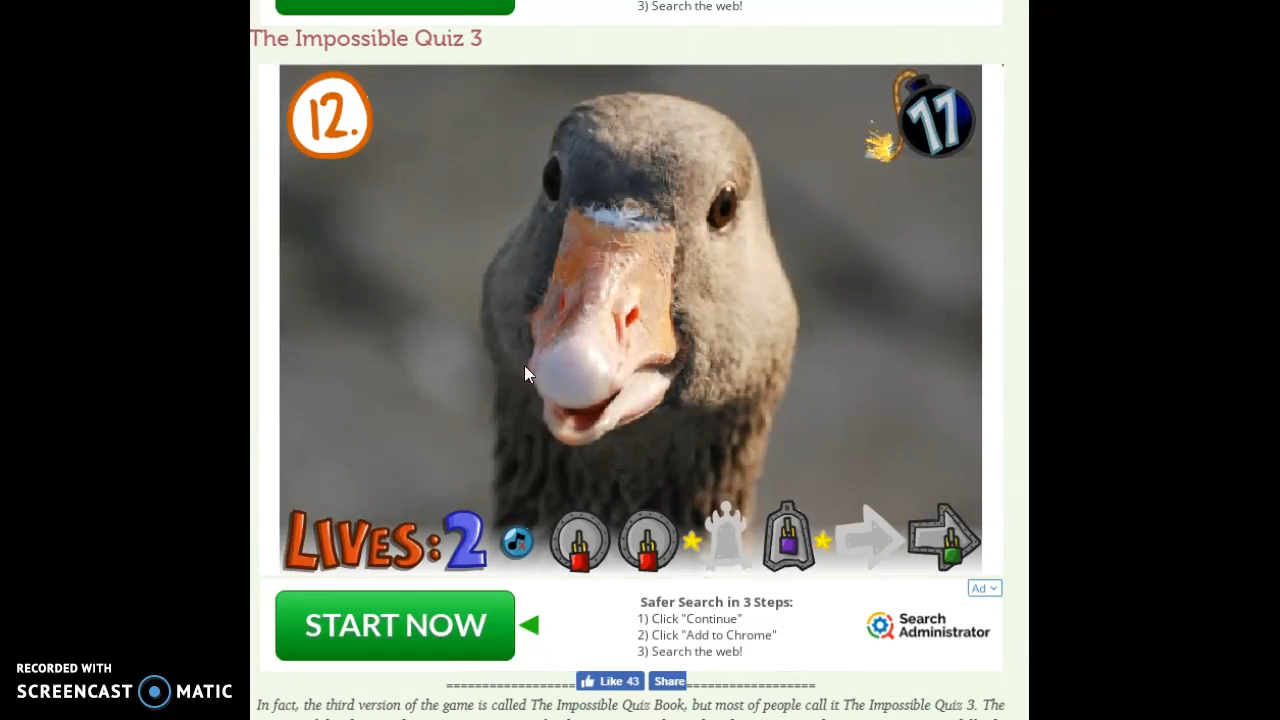 3) Search the web!
The Impossible Quiz 3
12.
17
LIVES: 2
Ad
START NOW
Safer Search in 3 Steps:
1) Click "Continue"
2) Click "Add to Chrome"
3) Search the web!
Search
Administrator
RECORDED WITH
SCREENCAST MATIC
==================
Like 43
Share
==================
In fact, the third version of the game is called The Impossible Quiz Book, but most of people call it The Impossible Quiz 3. The